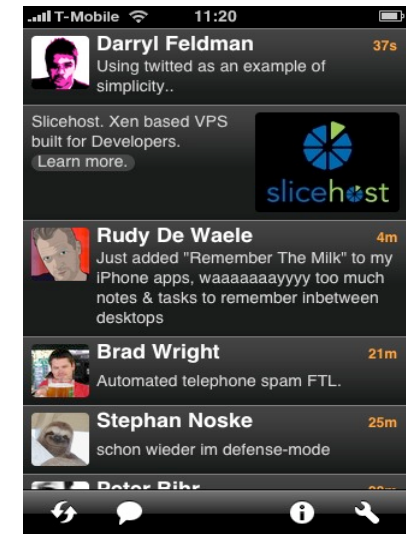 T-Mobile 11:20
Darryl Feldman 37s
Using twitted as an example of
simplicity..
Slicehost. Xen based VPS
built for Developers.
Learn more.
slicehost
Rudy De Waele 4m
Just added "Remember The Milk" to my
iPhone apps, waaaaaayyyy too much
notes & tasks to remember inbetween
desktops
Brad Wright 21m
Automated telephone spam FTL.
Stephan Noske 25m
schon wieder im defense-mode
Peter Bihr